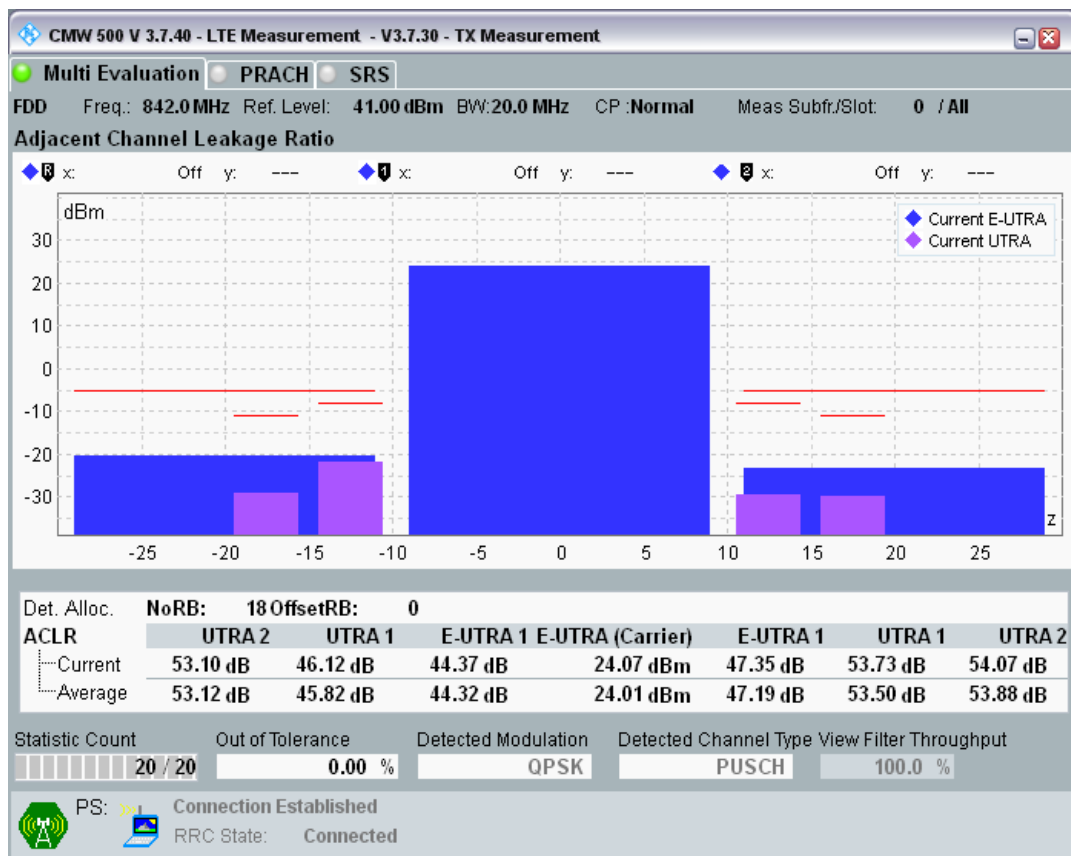 CMW 500 V 3.7.40 - LTE Measurement - V3.7.30 - TX Measurement
Multi Evaluation PRACH SRS
FDD Freq.: 842.0 MHz Ref. Level: 41.00 dBm BW:20.0 MHz CP :Normal Meas Subfr./Slot: 0 / All
Adjacent Channel Leakage Ratio
R x: Off y: --- 1 x: Off y: --- 2 x: Off y: ---
dBm
Current E-UTRA
Current UTRA
30
20
10
0
-10
-20
-30
z
-25 -20 -15 -10 -5 0 5 10 15 20 25
Det. Alloc. NoRB: 18 OffsetRB: 0
ACLR UTRA 2 UTRA 1 E-UTRA 1 E-UTRA (Carrier) E-UTRA 1 UTRA 1 UTRA 2
Current 53.10 dB 46.12 dB 44.37 dB 24.07 dBm 47.35 dB 53.73 dB 54.07 dB
Average 53.12 dB 45.82 dB 44.32 dB 24.01 dBm 47.19 dB 53.50 dB 53.88 dB
Statistic Count Out of Tolerance Detected Modulation Detected Channel Type View Filter Throughput
20 / 20 0.00 % QPSK PUSCH 100.0 %
PS: Connection Established
RRC State: Connected